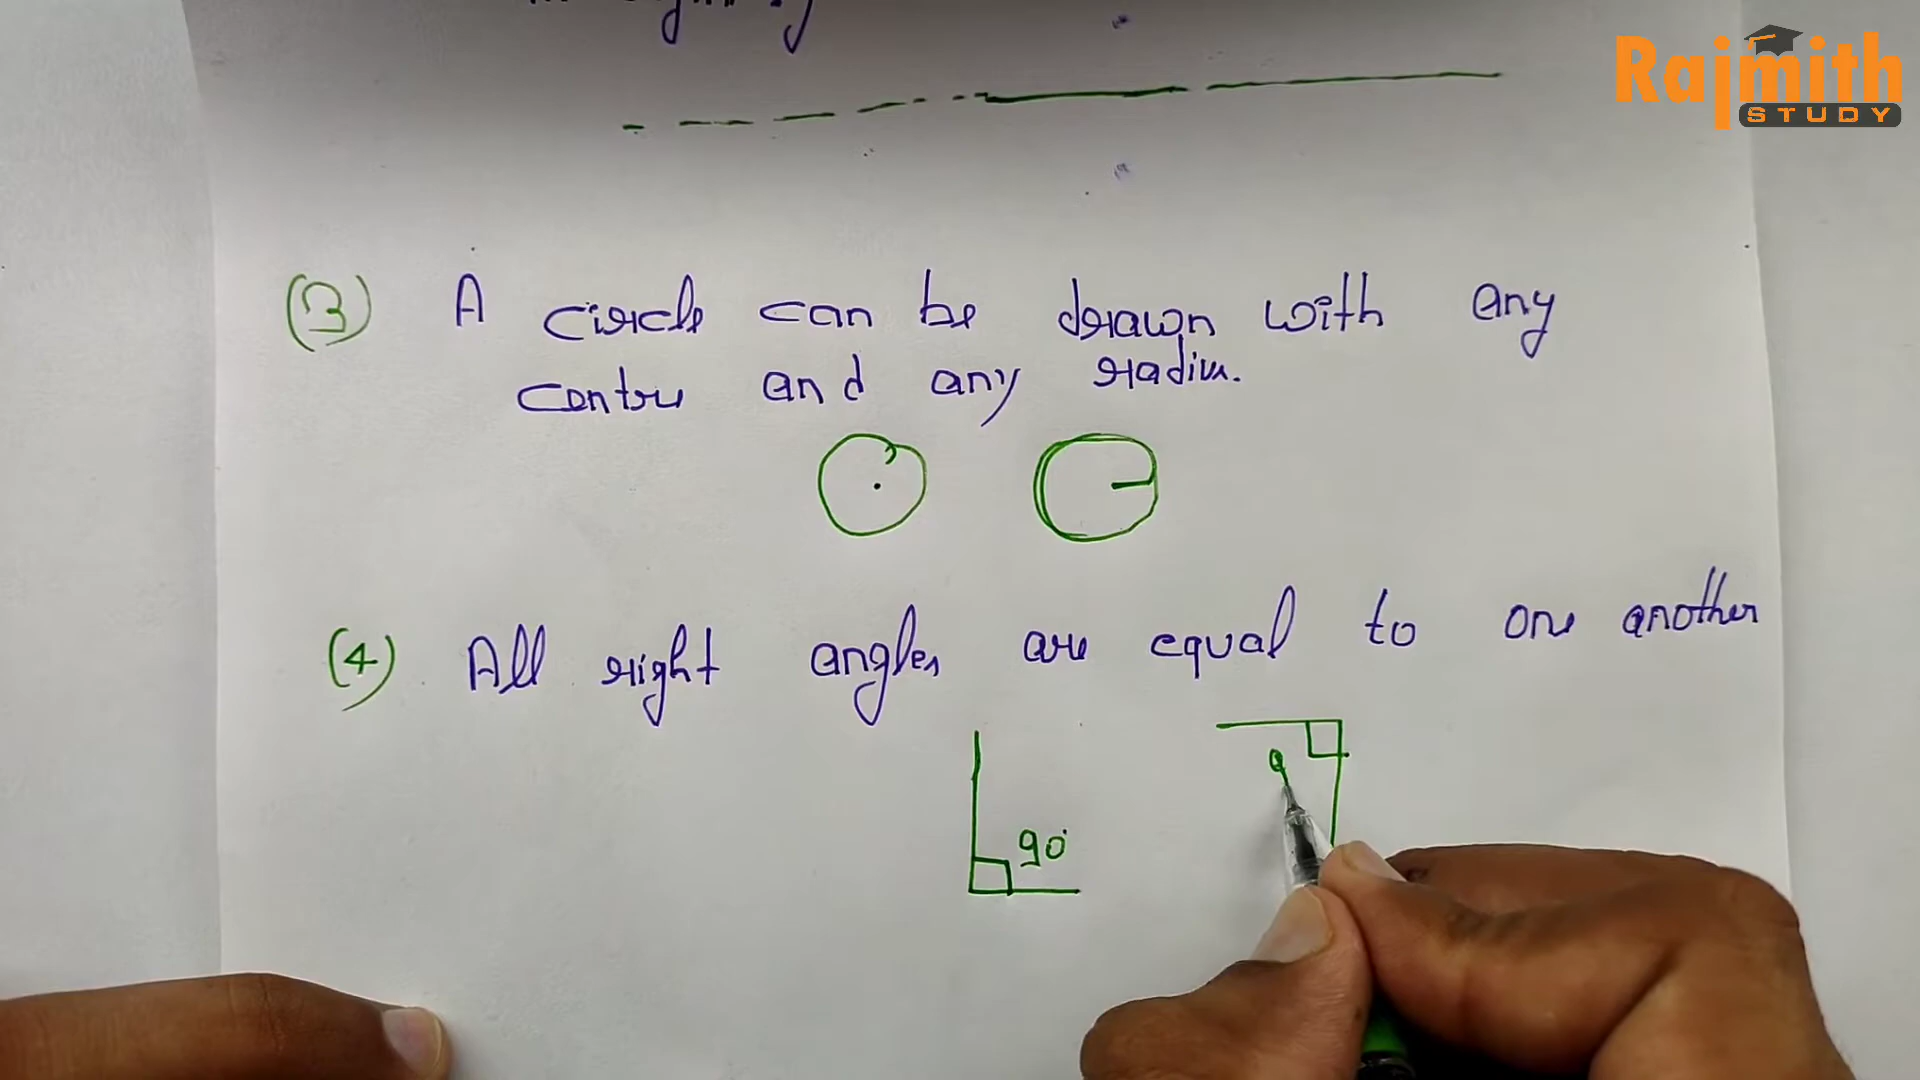 Rajmith
STUDY
(3) A circle can be drawn with any
centre and any radius.
(4) All right angles are equal to one another
90°
9